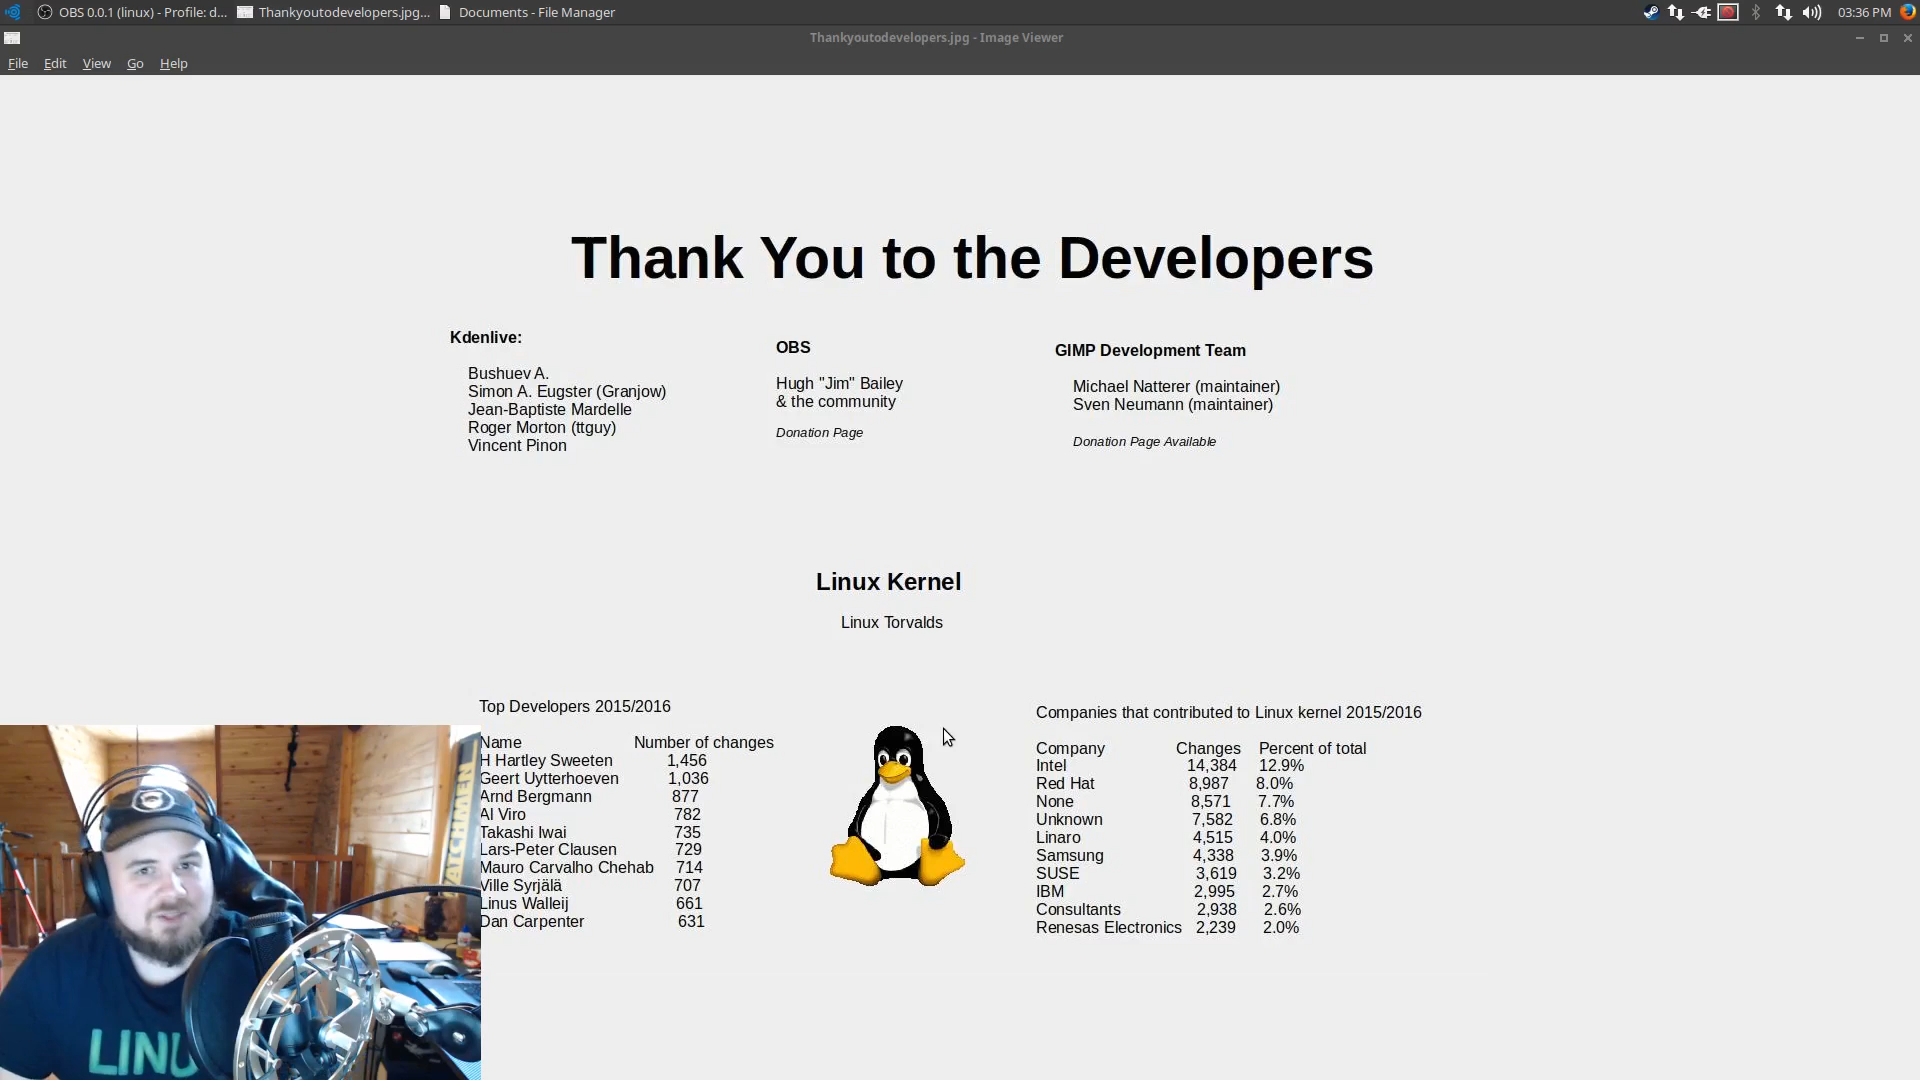 OBS 0.0.1 (linux) - Profile: d...
Thankyoutodevelopers.jpg...
Documents - File Manager
03:36 PM
Thankyoutodevelopers.jpg - Image Viewer
File Edit View Go Help
Thank You to the Developers
Kdenlive:
Bushuev A.
Simon A. Eugster (Granjow)
Jean-Baptiste Mardelle
Roger Morton (ttguy)
Vincent Pinon
OBS
Hugh "Jim" Bailey
& the community
Donation Page
GIMP Development Team
Michael Natterer (maintainer)
Sven Neumann (maintainer)
Donation Page Available
Linux Kernel
Linux Torvalds
Top Developers 2015/2016
Name Number of changes
H Hartley Sweeten 1,456
Geert Uytterhoeven 1,036
Arnd Bergmann 877
Al Viro 782
Takashi Iwai 735
Lars-Peter Clausen 729
Mauro Carvalho Chehab 714
Ville Syrjälä 707
Linus Walleij 661
Dan Carpenter 631
Companies that contributed to Linux kernel 2015/2016
Company Changes Percent of total
Intel 14,384 12.9%
Red Hat 8,987 8.0%
None 8,571 7.7%
Unknown 7,582 6.8%
Linaro 4,515 4.0%
Samsung 4,338 3.9%
SUSE 3,619 3.2%
IBM 2,995 2.7%
Consultants 2,938 2.6%
Renesas Electronics 2,239 2.0%
WATCHMEN
LINU